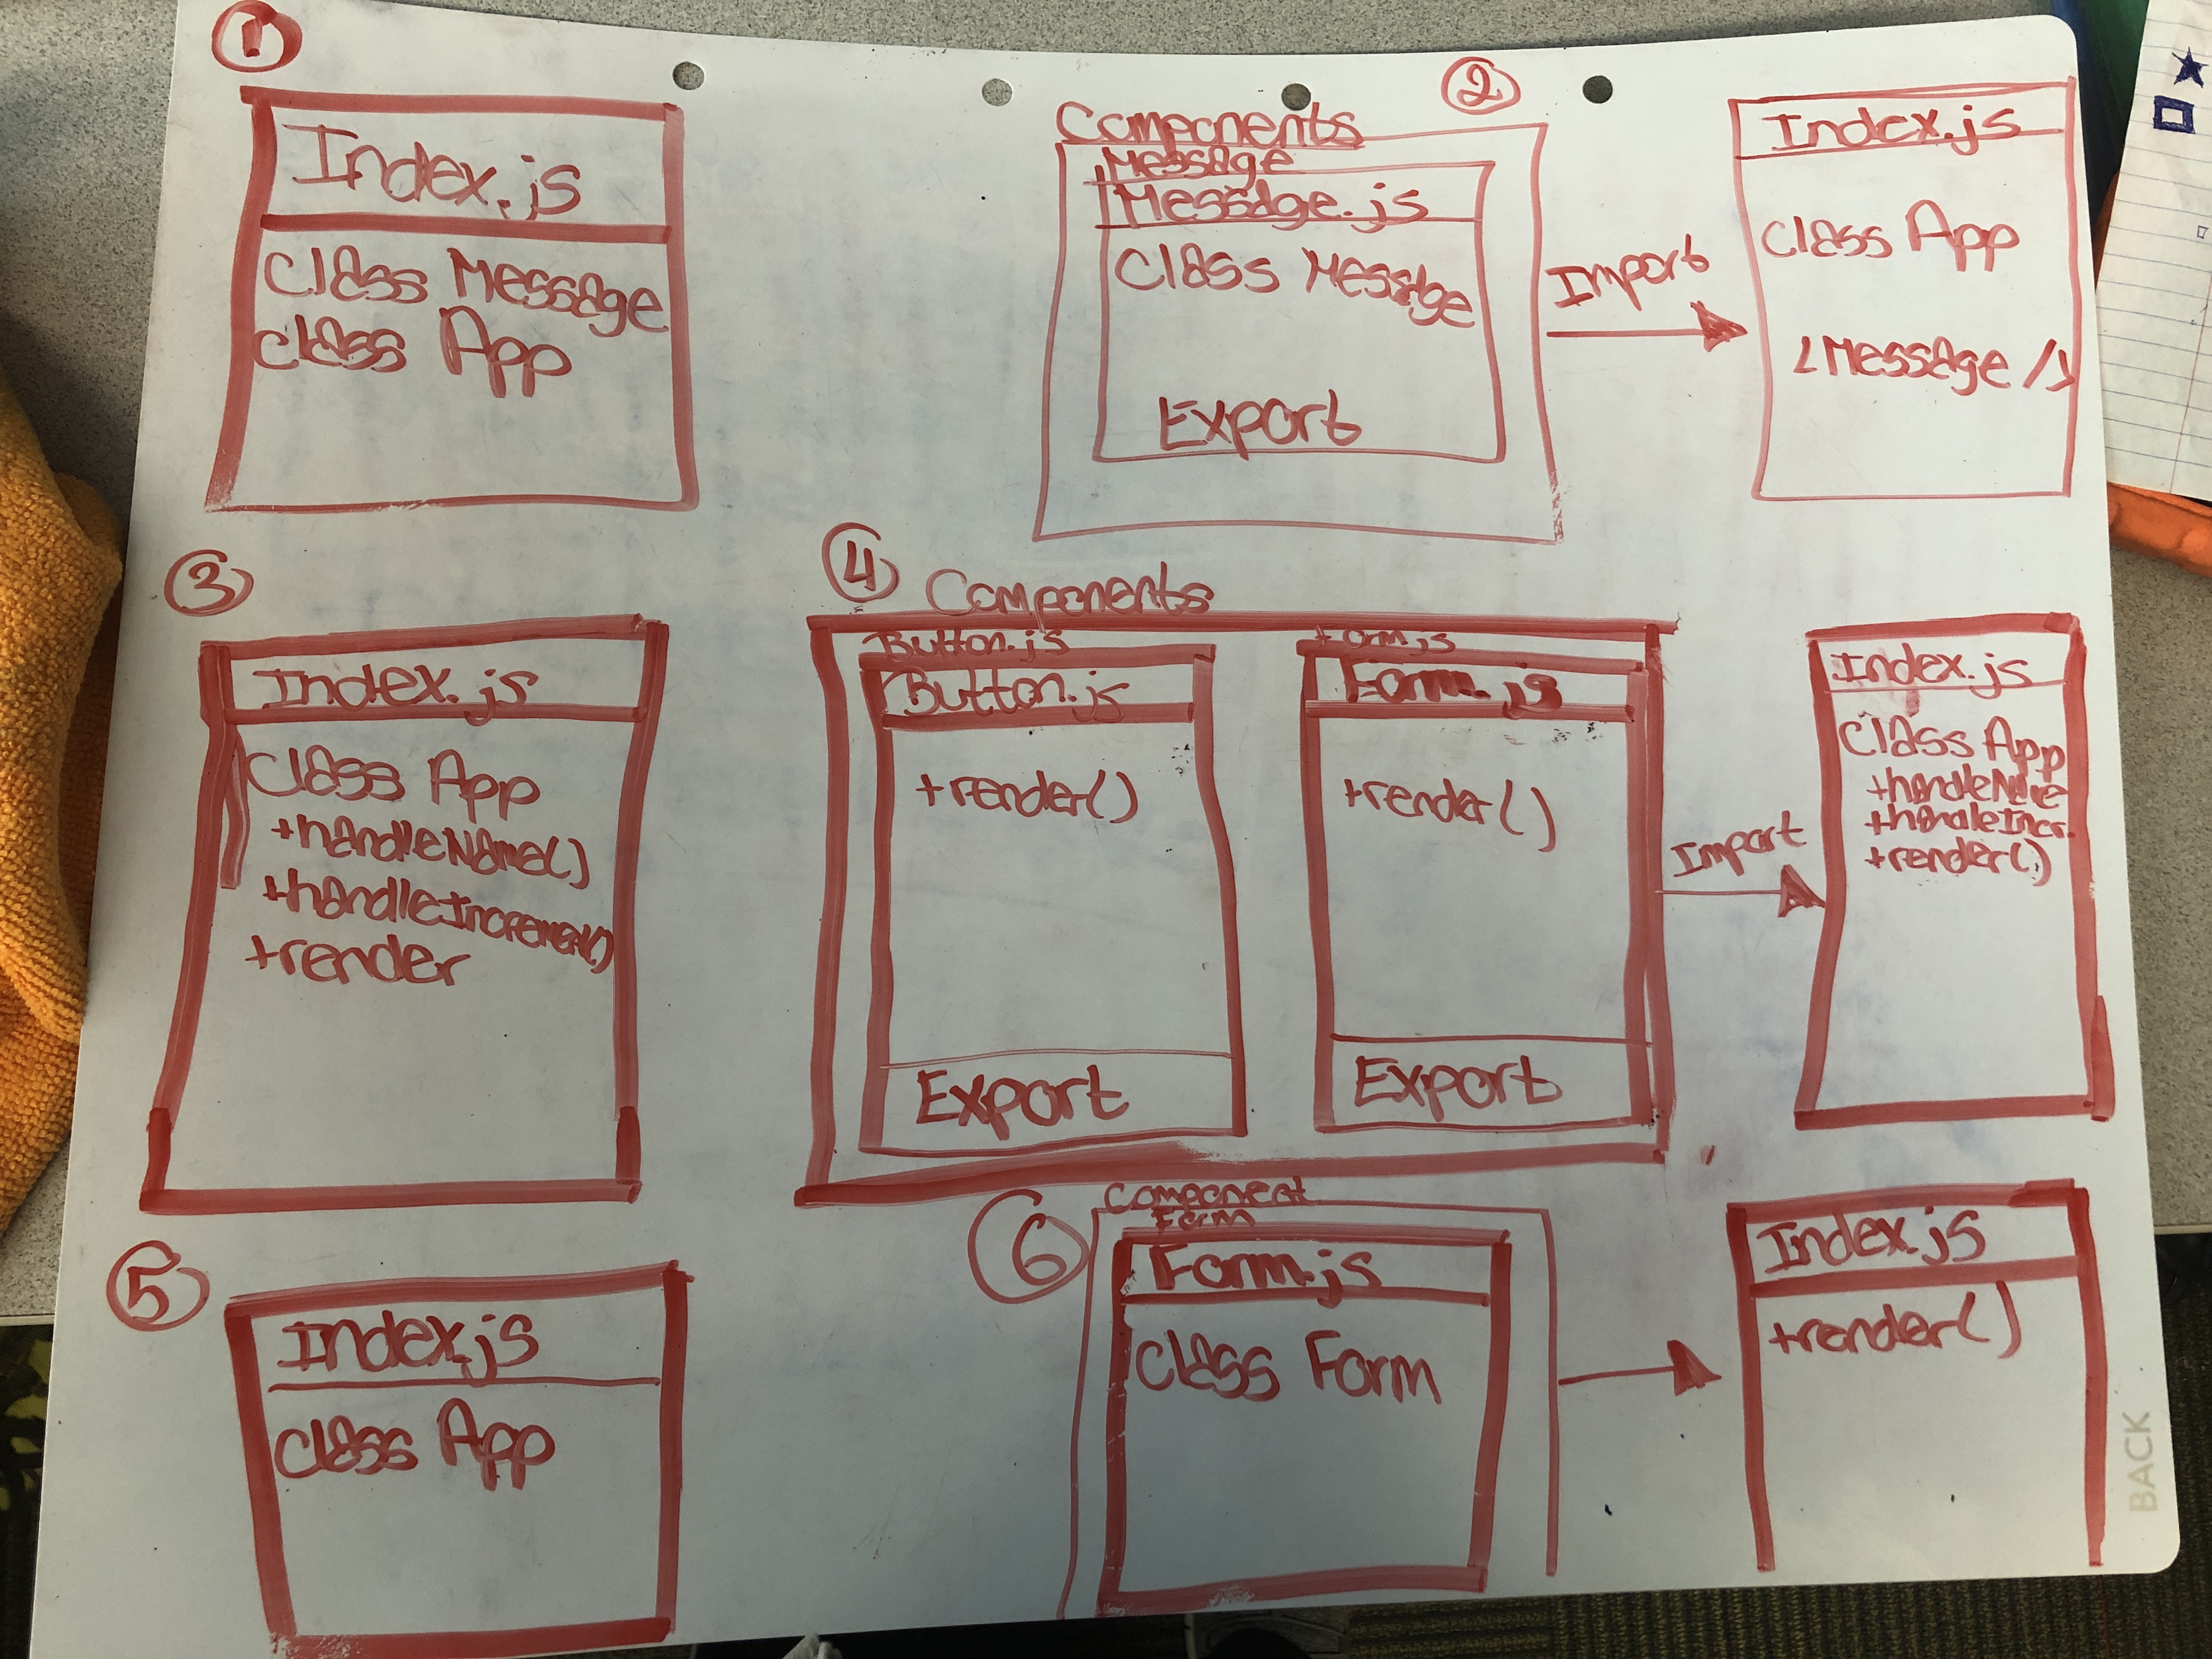 1
Index.js
Class Message
Class App
Components
2
Message
Message.js
Class Message
Export
Import
Index.js
Class App
3
Index.js
Class App
+handleName()
+handleIncrement()
+render
4
Components
Button.js
Button.js
+render()
Export
Form.js
Form.js
+render()
Export
Import
Index.js
Class App
+handleName
+handleIncr
+render()
5
Index.js
Class App
6
Component
Form
Form.js
Class Form
Index.js
+render()
BACK